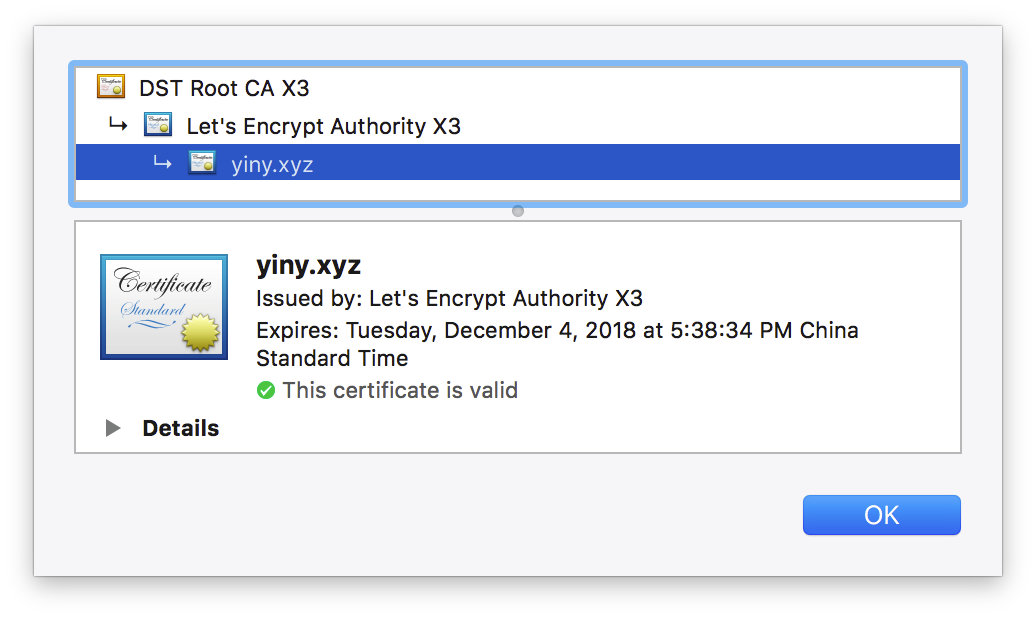 DST Root CA X3
Let's Encrypt Authority X3
yiny.xyz
yiny.xyz
Issued by: Let's Encrypt Authority X3
Expires: Tuesday, December 4, 2018 at 5:38:34 PM China
Standard Time
This certificate is valid
Certificate
Standard
Details
OK